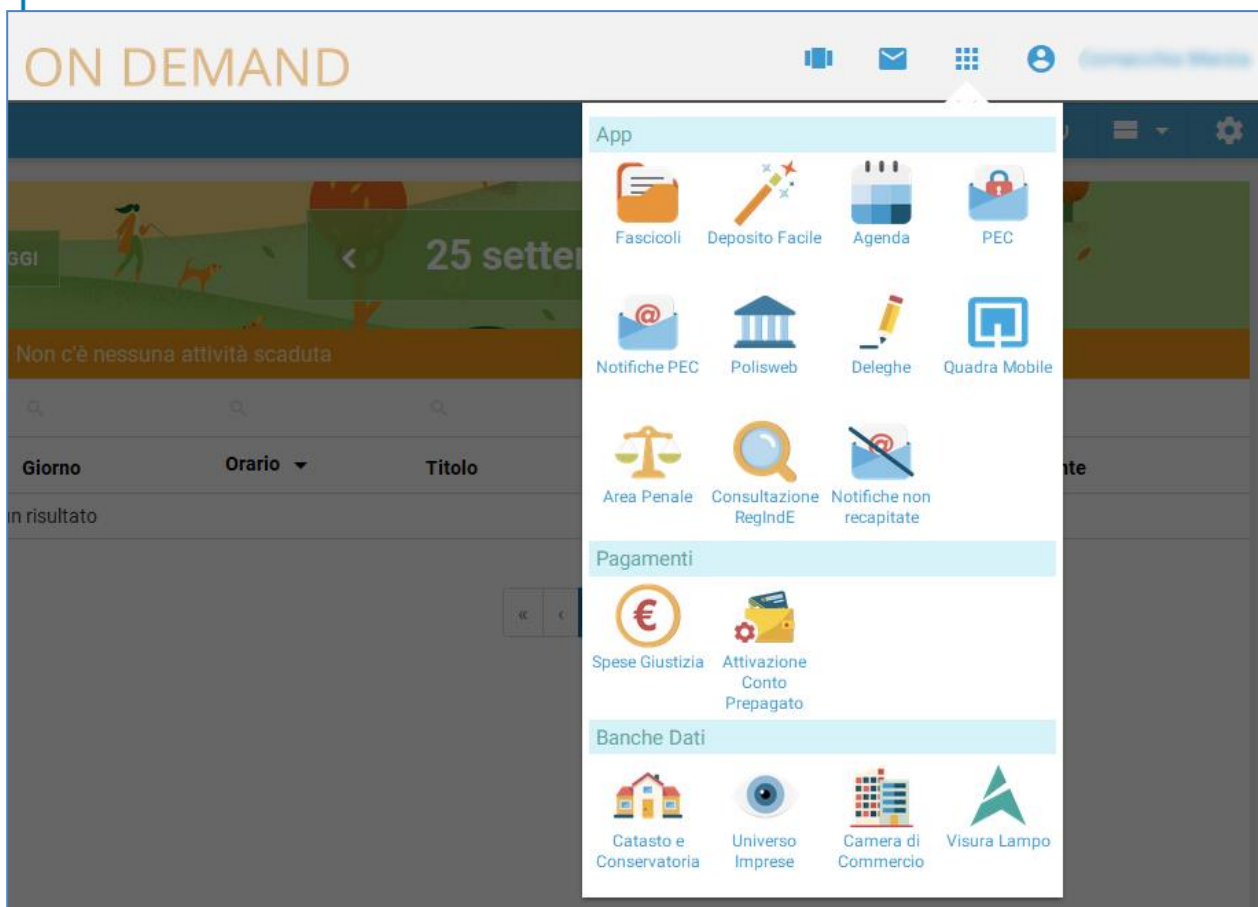 ON DEMAND
App
Fascicoli
Deposito Facile
Agenda
PEC
Notifiche PEC
Polisweb
Deleghe
Quadra Mobile
Area Penale
Consultazione
RegIndE
Notifiche non
recapitate
Pagamenti
Spese Giustizia
Attivazione
Conto
Prepagato
Banche Dati
Catasto e
Conservatoria
Universo
Imprese
Camera di
Commercio
Visura Lampo
GGI
25 sette
Non c'è nessuna attività scaduta
Giorno
Orario
Titolo
nte
un risultato
« ‹